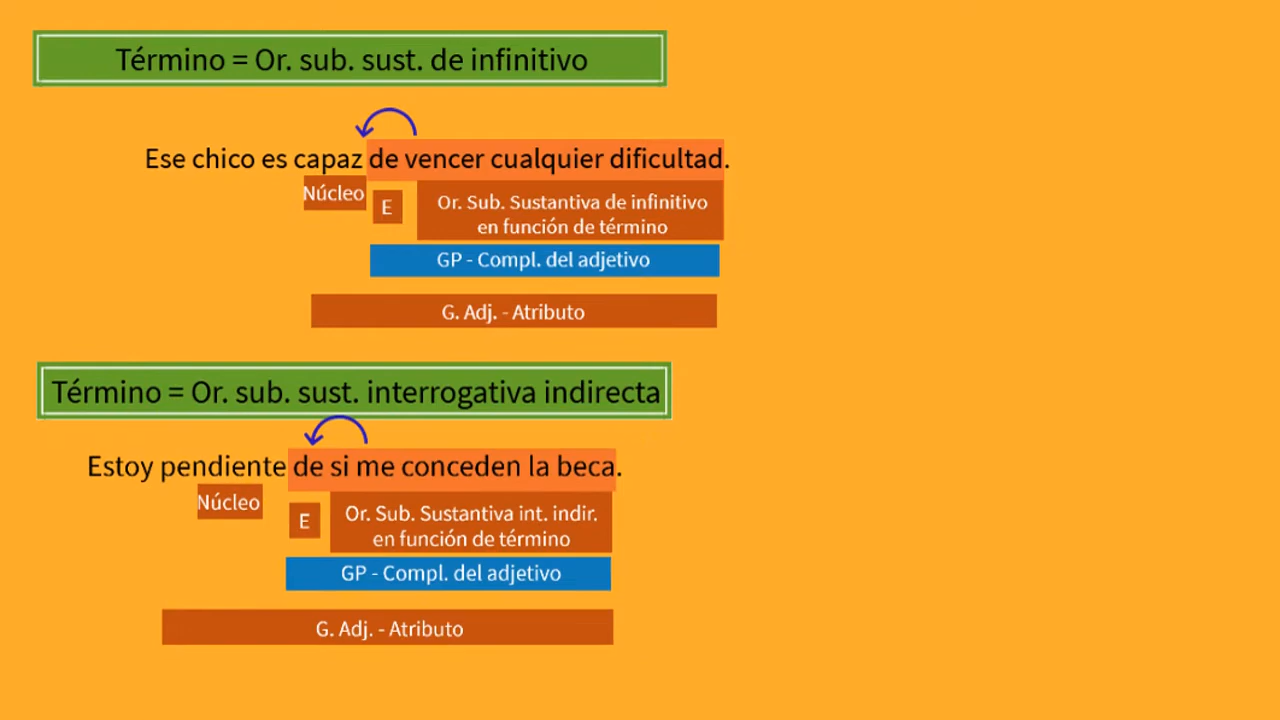 Término = Or. sub. sust. de infinitivo
Ese chico es capaz de vencer cualquier dificultad.
Núcleo
E
Or. Sub. Sustantiva de infinitivo
en función de término
GP - Compl. del adjetivo
G. Adj. - Atributo
Término = Or. sub. sust. interrogativa indirecta
Estoy pendiente de si me conceden la beca.
Núcleo
E
Or. Sub. Sustantiva int. indir.
en función de término
GP - Compl. del adjetivo
G. Adj. - Atributo